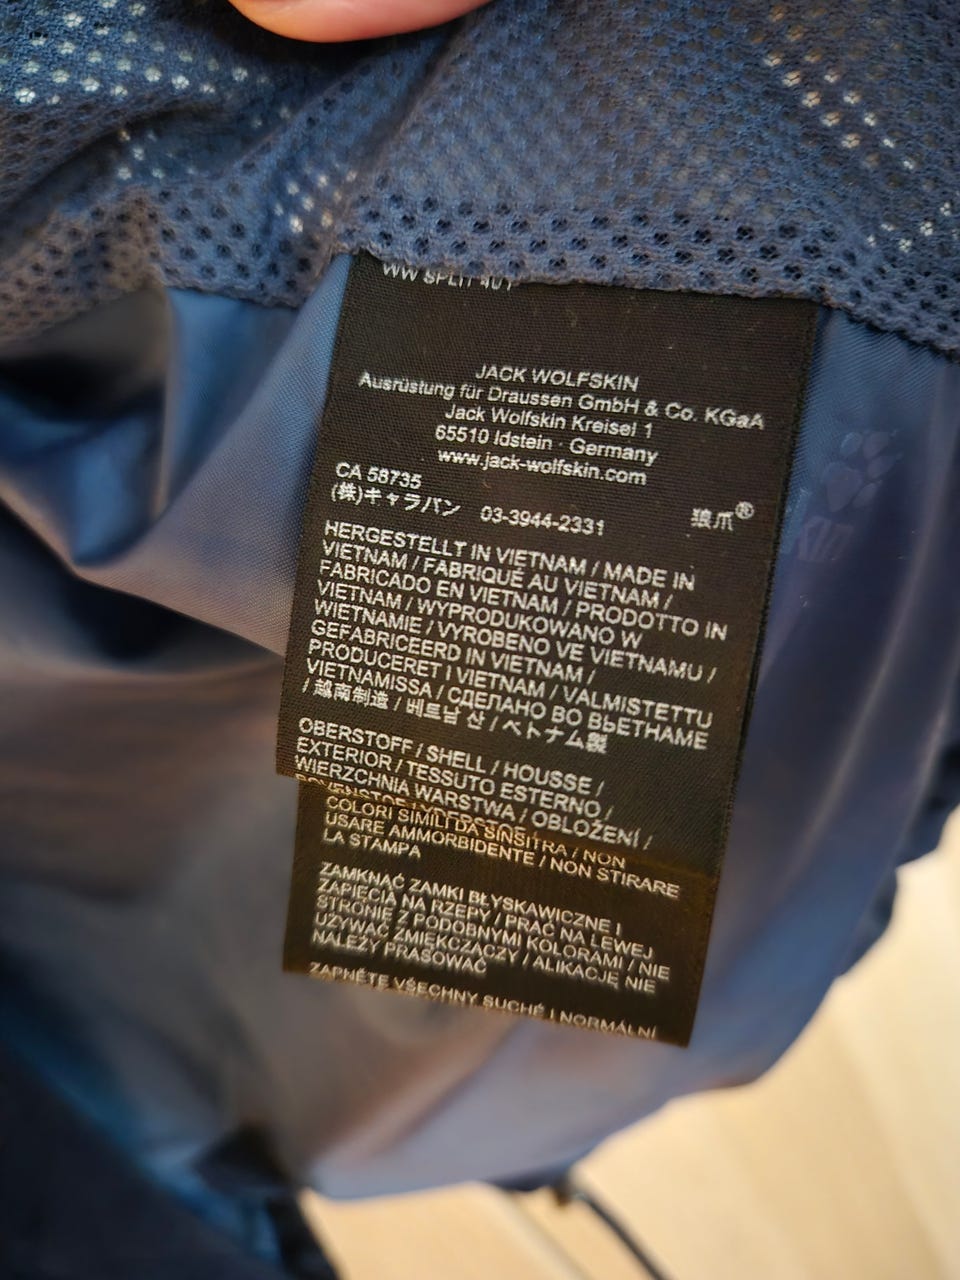 WW SPLIT 40/1
JACK WOLFSKIN
Ausrüstung für Draussen GmbH & Co. KGaA
Jack Wolfskin Kreisel 1
65510 Idstein · Germany
www.jack-wolfskin.com
CA 58735
(株)キャラバン 03-3944-2331 狼爪®
HERGESTELLT IN VIETNAM / MADE IN
VIETNAM / FABRIQUÉ AU VIETNAM /
FABRICADO EN VIETNAM / PRODOTTO IN
VIETNAM / WYPRODUKOWANO W
WIETNAMIE / VYROBENO VE VIETNAMU /
GEFABRICEERD IN VIETNAM /
PRODUCERET I VIETNAM / VALMISTETTU
VIETNAMISSA / СДЕЛАНО ВО ВЬЕТНАМЕ
/ 越南制造 / 베트남 산 / ベトナム製
OBERSTOFF / SHELL / HOUSSE /
EXTERIOR / TESSUTO ESTERNO /
WIERZCHNIA WARSTWA / OBLOŽENÍ /
COLORI SIMILI DA SINSITRA / NON
USARE AMMORBIDENTE / NON STIRARE
LA STAMPA
ZAMKNĄĆ ZAMKI BŁYSKAWICZNE I
ZAPIĘCIA NA RZEPY / PRAĆ NA LEWEJ
STRONIE Z PODOBNYMI KOLORAMI / NIE
UŻYWAĆ ZMIĘKCZACZY / ALIKACJĘ NIE
NALEŻY PRASOWAĆ
ZAPNĚTE VŠECHNY SUCHÉ I NORMÁLNÍ